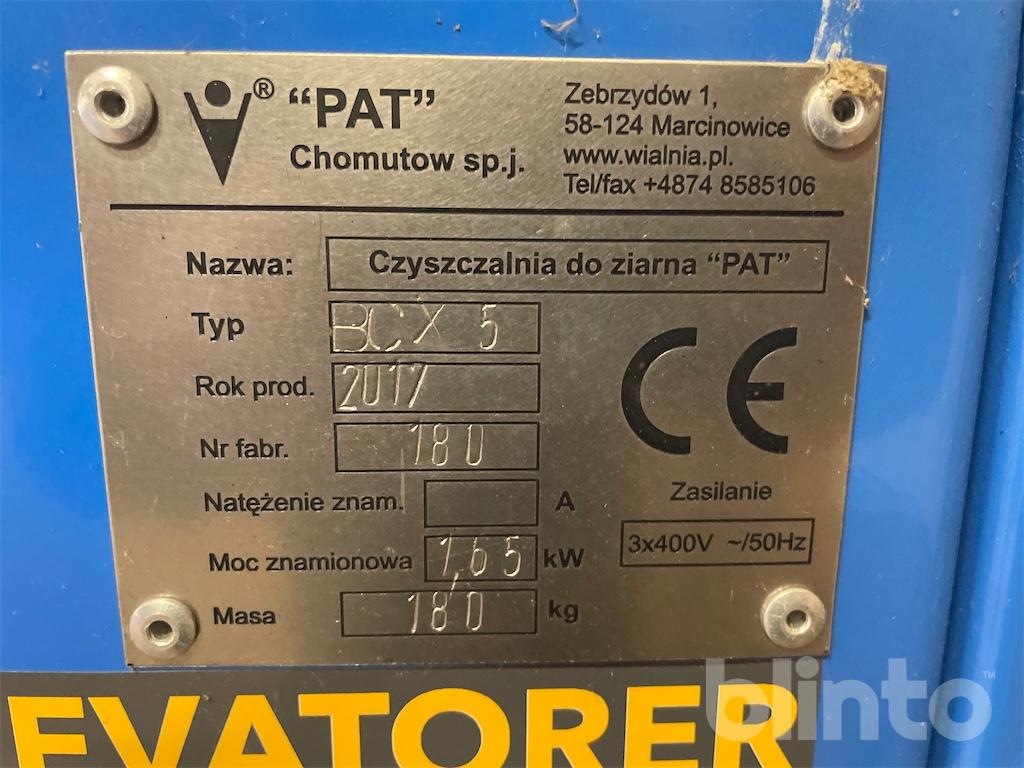 ® “PAT”
Chomutow sp.j.
Zebrzydów 1,
58-124 Marcinowice
www.wialnia.pl.
Tel/fax +4874 8585106
Nazwa: Czyszczalnia do ziarna “PAT”
Typ BCX 5
Rok prod. 2017
Nr fabr. 180
Natężenie znam. A
Moc znamionowa 1,65 kW
Masa 180 kg
CE
Zasilanie
3x400V ~/50Hz
EVATORER
blinto™